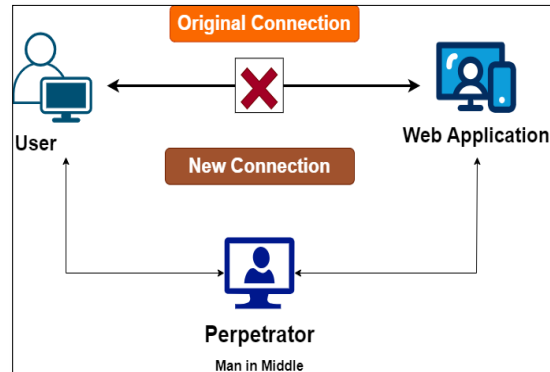 Original Connection
User
Web Application
New Connection
Perpetrator
Man in Middle